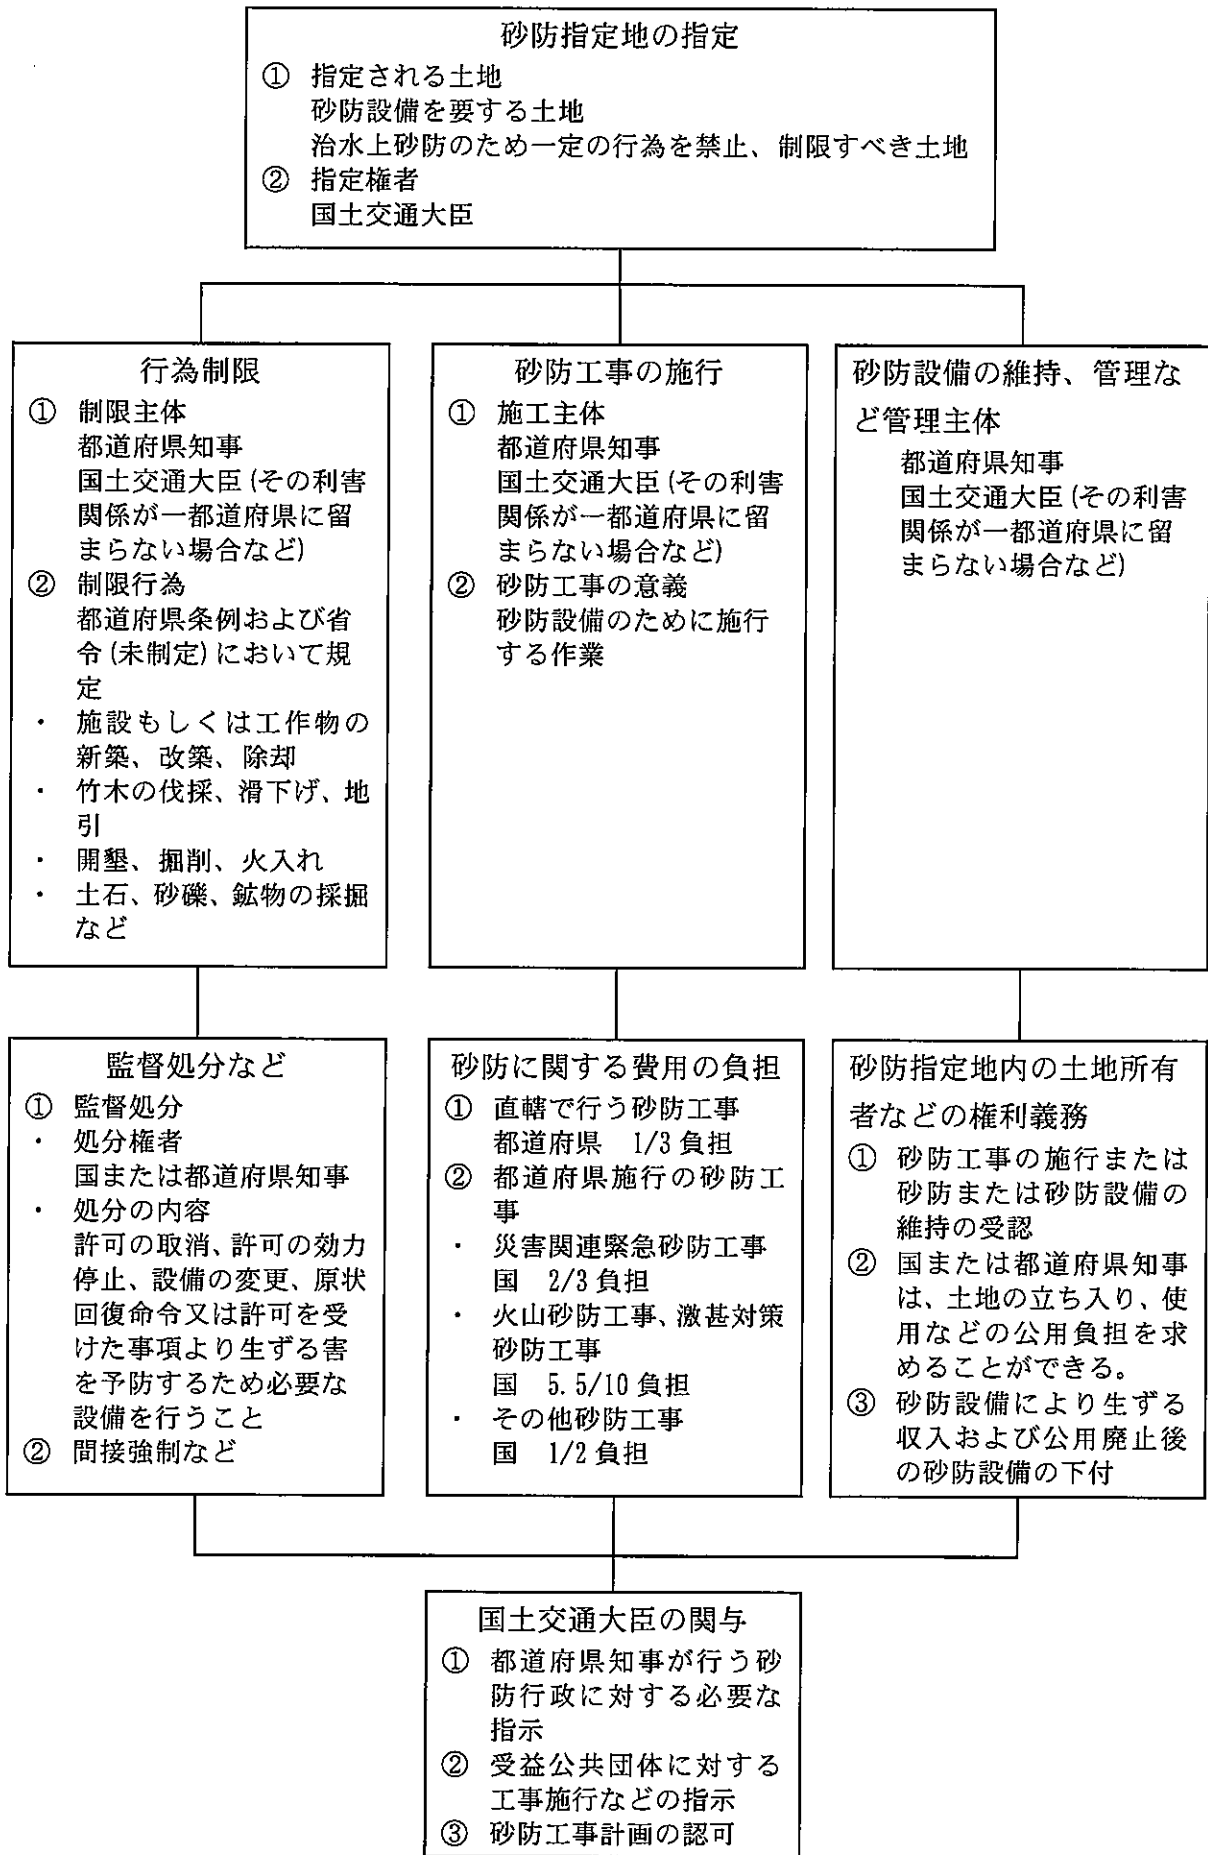 砂防指定地の指定
① 指定される土地
砂防設備を要する土地
治水上砂防のため一定の行為を禁止、制限すべき土地
② 指定権者
国土交通大臣
行為制限
① 制限主体
都道府県知事
国土交通大臣(その利害
関係が一都道府県に留
まらない場合など)
② 制限行為
都道府県条例および省
令(未制定)において規
定
・ 施設もしくは工作物の
新築、改築、除却
・ 竹木の伐採、滑下げ、地
引
・ 開墾、掘削、火入れ
・ 土石、砂礫、鉱物の採掘
など
砂防工事の施行
① 施工主体
都道府県知事
国土交通大臣(その利害
関係が一都道府県に留
まらない場合など)
② 砂防工事の意義
砂防設備のために施行
する作業
砂防設備の維持、管理な
ど管理主体
都道府県知事
国土交通大臣(その利害
関係が一都道府県に留
まらない場合など)
監督処分など
① 監督処分
・ 処分権者
国または都道府県知事
・ 処分の内容
許可の取消、許可の効力
停止、設備の変更、原状
回復命令又は許可を受
けた事項より生ずる害
を予防するため必要な
設備を行うこと
② 間接強制など
砂防に関する費用の負担
① 直轄で行う砂防工事
都道府県 1/3負担
② 都道府県施行の砂防工
事
・ 災害関連緊急砂防工事
国 2/3負担
・ 火山砂防工事、激甚対策
砂防工事
国 5.5/10負担
・ その他砂防工事
国 1/2負担
砂防指定地内の土地所有
者などの権利義務
① 砂防工事の施行または
砂防または砂防設備の
維持の受認
② 国または都道府県知事
は、土地の立ち入り、使
用などの公用負担を求
めることができる。
③ 砂防設備により生ずる
収入および公用廃止後
の砂防設備の下付
国土交通大臣の関与
① 都道府県知事が行う砂
防行政に対する必要な
指示
② 受益公共団体に対する
工事施行などの指示
③ 砂防工事計画の認可